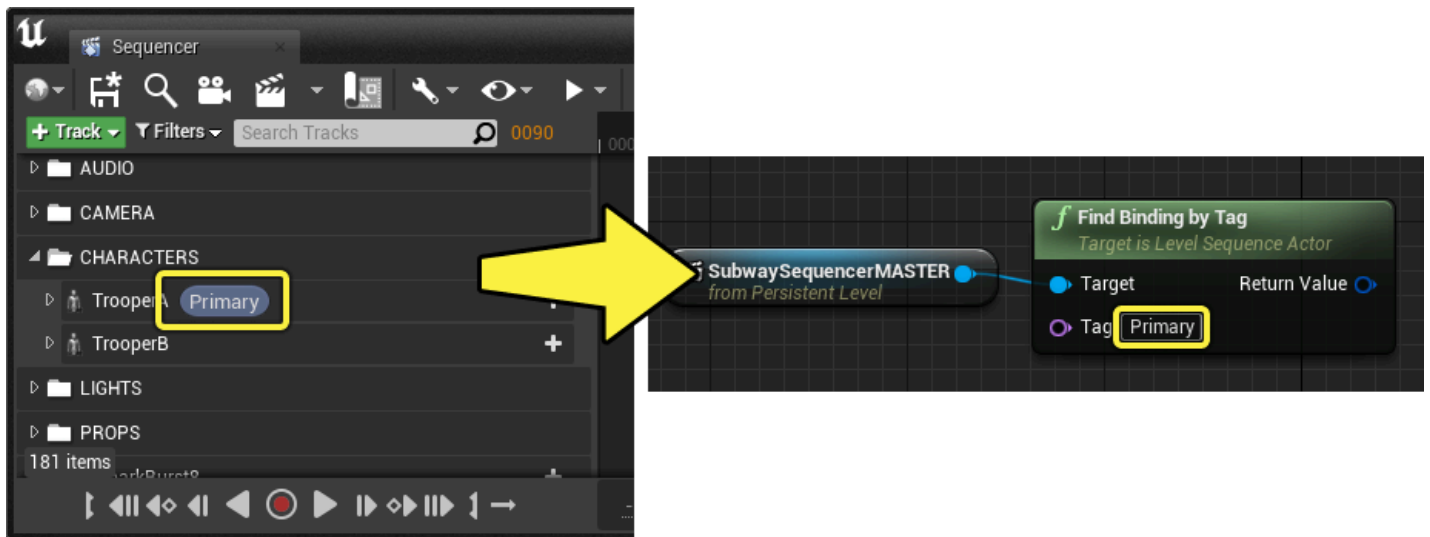 Sequencer
+ Track
Filters
Search Tracks
0090
000
AUDIO
CAMERA
CHARACTERS
TrooperA Primary
TrooperB
LIGHTS
PROPS
181 items
SubwaySequencerMASTER
from Persistent Level
f Find Binding by Tag
Target is Level Sequence Actor
Target
Return Value
Tag Primary